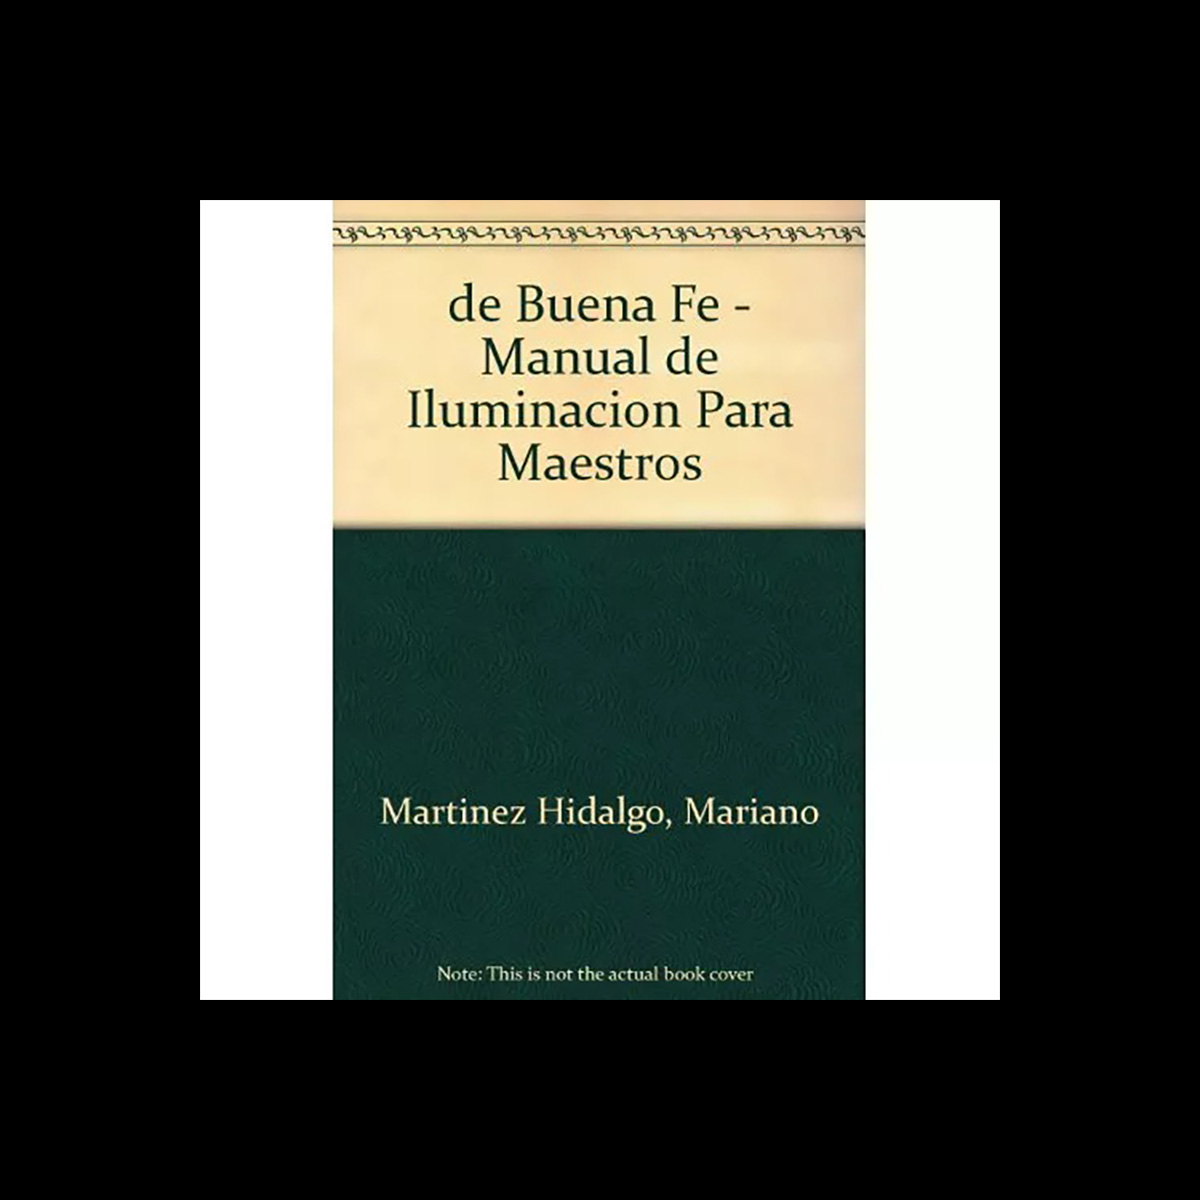 de Buena Fe -
Manual de
Iluminacion Para
Maestros
Martinez Hidalgo, Mariano
Note: This is not the actual book cover